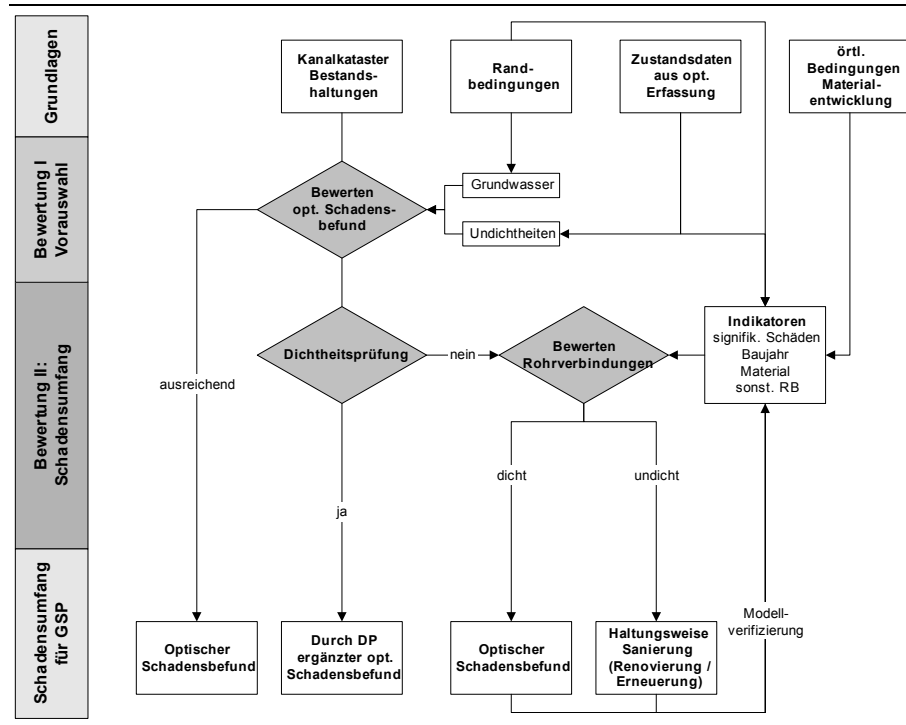 Grundlagen
Kanalkataster
Bestands-
haltungen
Rand-
bedingungen
Zustandsdaten
aus opt.
Erfassung
örtl.
Bedingungen
Material-
entwicklung
Bewertung I
Vorauswahl
Bewerten
opt. Schadens-
befund
Grundwasser
Undichtheiten
Bewertung II:
Schadensumfang
ausreichend
Dichtheitsprüfung
nein
Bewerten
Rohrverbindungen
Indikatoren
signifik. Schäden
Baujahr
Material
sonst. RB
ja
dicht
undicht
Modell-
verifizierung
Schadensumfang
für GSP
Optischer
Schadensbefund
Durch DP
ergänzter opt.
Schadensbefund
Optischer
Schadensbefund
Haltungsweise
Sanierung
(Renovierung /
Erneuerung)